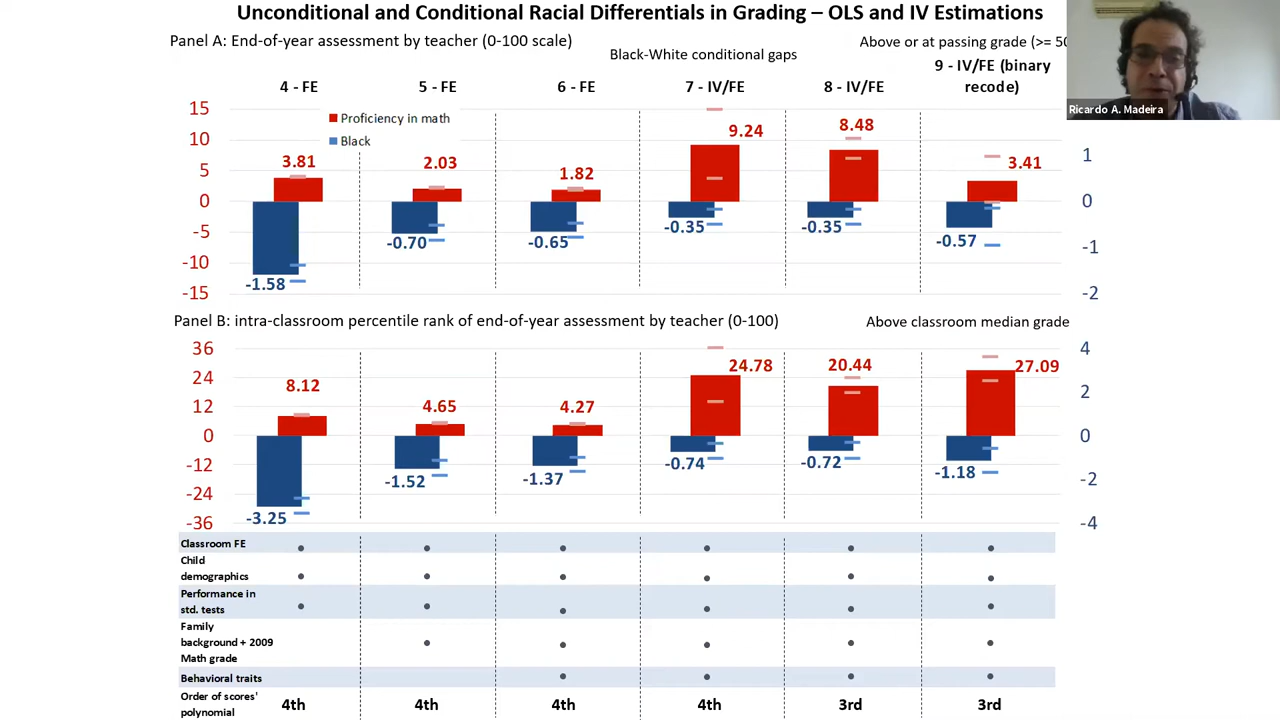 Unconditional and Conditional Racial Differentials in Grading – OLS and IV Estimations
Panel A: End-of-year assessment by teacher (0-100 scale)
Black-White conditional gaps
Above or at passing grade (>= 50
4 - FE
5 - FE
6 - FE
7 - IV/FE
8 - IV/FE
9 - IV/FE (binary
recode)
Ricardo A. Madeira
Proficiency in math
Black
15
10
5
0
-5
-10
-15
3.81
2.03
1.82
9.24
8.48
3.41
-1.58
-0.70
-0.65
-0.35
-0.35
-0.57
1
0
-1
-2
Panel B: intra-classroom percentile rank of end-of-year assessment by teacher (0-100)
Above classroom median grade
36
24
12
0
-12
-24
-36
8.12
4.65
4.27
24.78
20.44
27.09
-3.25
-1.52
-1.37
-0.74
-0.72
-1.18
4
2
0
-2
-4
Classroom FE
Child
demographics
Performance in
std. tests
Family
background + 2009
Math grade
Behavioral traits
Order of scores'
polynomial
4th
4th
4th
4th
3rd
3rd